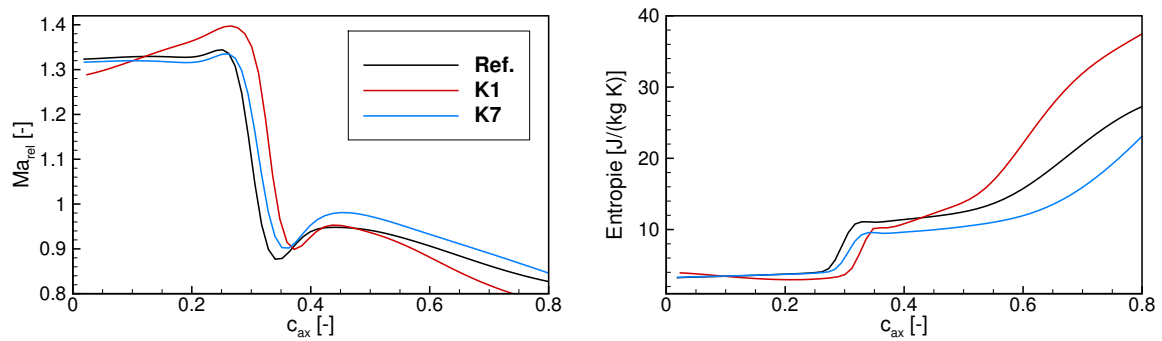 1.4
1.3
1.2
1.1
1
0.9
0.8
Ma_rel [-]
Ref.
K1
K7
0 0.2 0.4 0.6 0.8
c_ax [-]
40
30
20
10
Entropie [J/(kg K)]
0 0.2 0.4 0.6 0.8
c_ax [-]